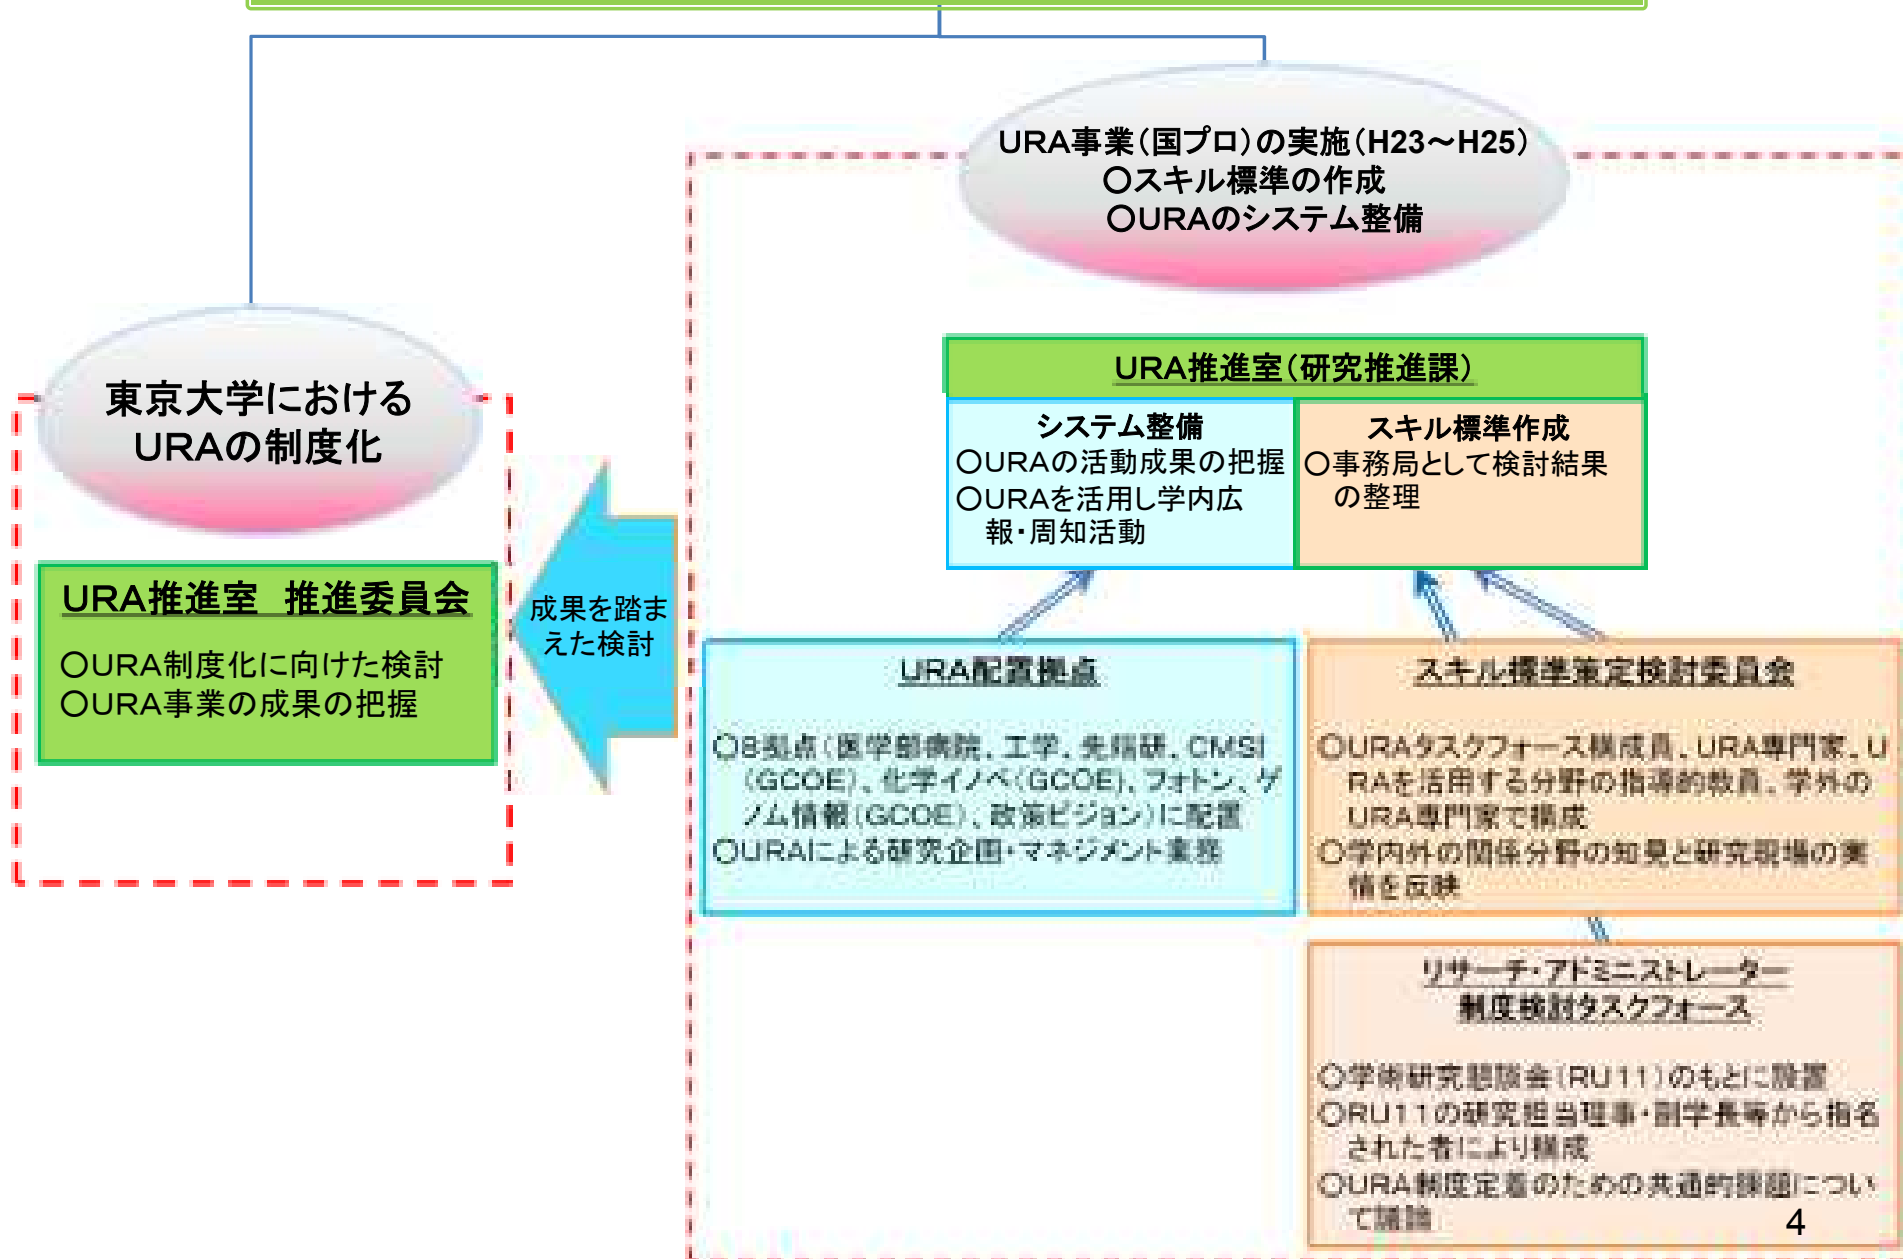 URA事業(国プロ)の実施(H23～H25)
○スキル標準の作成
○URAのシステム整備
東京大学における
URAの制度化
URA推進室　推進委員会
○URA制度化に向けた検討
○URA事業の成果の把握
成果を踏ま
えた検討
URA推進室(研究推進課)
システム整備
○URAの活動成果の把握
○URAを活用し学内広
報・周知活動
スキル標準作成
○事務局として検討結果
の整理
URA配置拠点
○8拠点(医学部病院、工学、先端研、CMSI
(GCOE)、化学イノベ(GCOE)、フォトン、ゲ
ノム情報(GCOE)、政策ビジョン)に配置
○URAによる研究企画・マネジメント業務
スキル標準策定検討委員会
○URAタスクフォース構成員、URA専門家、U
RAを活用する分野の指導的教員、学外の
URA専門家で構成
○学内外の関係分野の知見と研究現場の実
情を反映
リサーチ・アドミニストレーター
制度検討タスクフォース
○学術研究懇談会(RU11)のもとに設置
○RU11の研究担当理事・副学長等から指名
された者により構成
○URA制度定着のための共通的課題につい
て議論
4